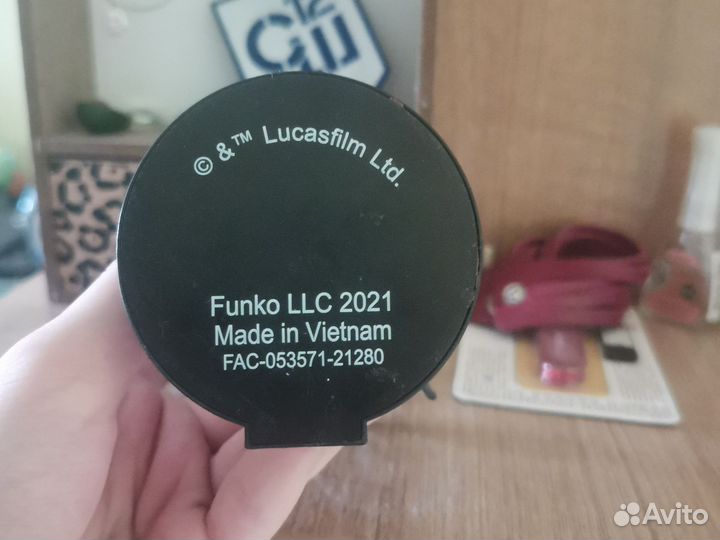 © &™ Lucasfilm Ltd.
Funko LLC 2021
Made in Vietnam
FAC-053571-21280
Avito